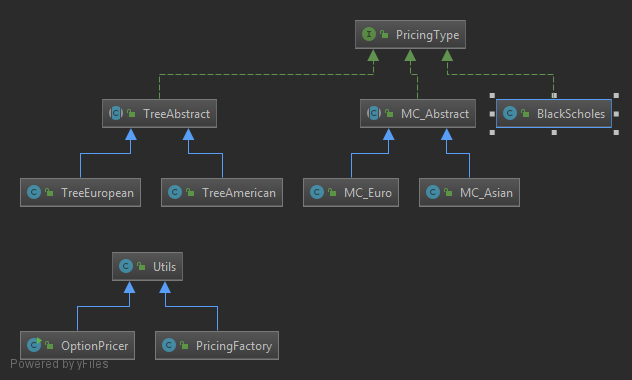 PricingType
TreeAbstract
MC_Abstract
BlackScholes
TreeEuropean
TreeAmerican
MC_Euro
MC_Asian
Utils
OptionPricer
PricingFactory
Powered by yFiles